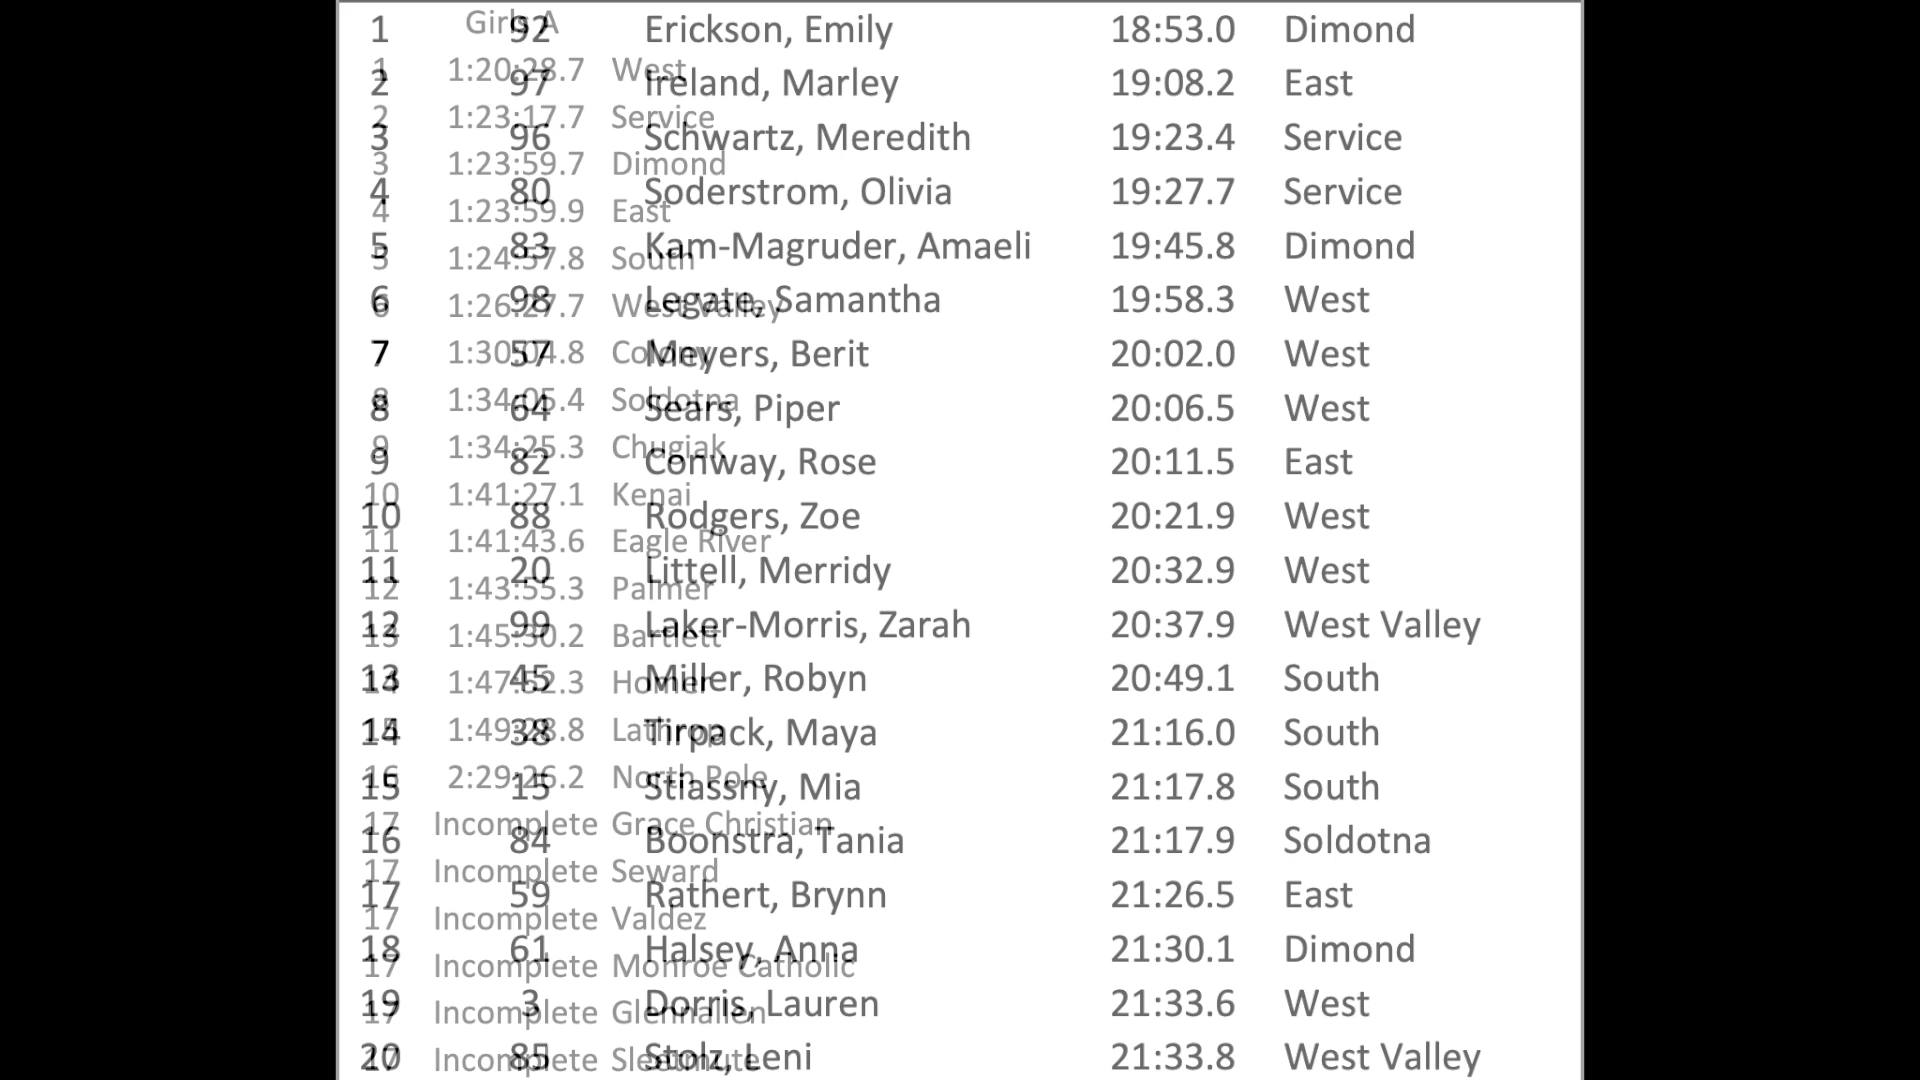 Girls A
1 1:20:28.7 West
2 1:23:17.7 Service
3 1:23:59.7 Dimond
4 1:23:59.9 East
5 1:24:57.8 South
6 1:26:27.7 West Valley
1:30:04.8 Colony
8 1:34:05.4 Soldotna
9 1:34:25.3 Chugiak
10 1:41:27.1 Kenai
11 1:41:43.6 Eagle River
12 1:43:55.3 Palmer
13 1:45:30.2 Bartlett
14 1:47:52.3 Homer
15 Lathrop
16 2:29:26.2 North Pole
17 Incomplete Grace Christian
17 Incomplete Seward
17 Incomplete Valdez
17 Incomplete Monroe Catholic
17 Incomplete Glennallen
17 Incomplete Sleetmute
1 92 Erickson, Emily 18:53.0 Dimond
2 97 Ireland, Marley 19:08.2 East
3 96 Schwartz, Meredith 19:23.4 Service
4 80 Soderstrom, Olivia 19:27.7 Service
5 83 Kam-Magruder, Amaeli 19:45.8 Dimond
6 98 Legate, Samantha 19:58.3 West
7 57 Meyers, Berit 20:02.0 West
8 64 Sears, Piper 20:06.5 West
9 82 Conway, Rose 20:11.5 East
10 88 Rodgers, Zoe 20:21.9 West
11 20 Littell, Merridy 20:32.9 West
12 99 Laker-Morris, Zarah 20:37.9 West Valley
13 45 Miller, Robyn 20:49.1 South
14 38 Tirpack, Maya 21:16.0 South
15 15 Stiassny, Mia 21:17.8 South
16 84 Boonstra, Tania 21:17.9 Soldotna
17 59 Rathert, Brynn 21:26.5 East
18 61 Halsey, Anna 21:30.1 Dimond
19 3 Dorris, Lauren 21:33.6 West
20 85 Stolz, Leni 21:33.8 West Valley